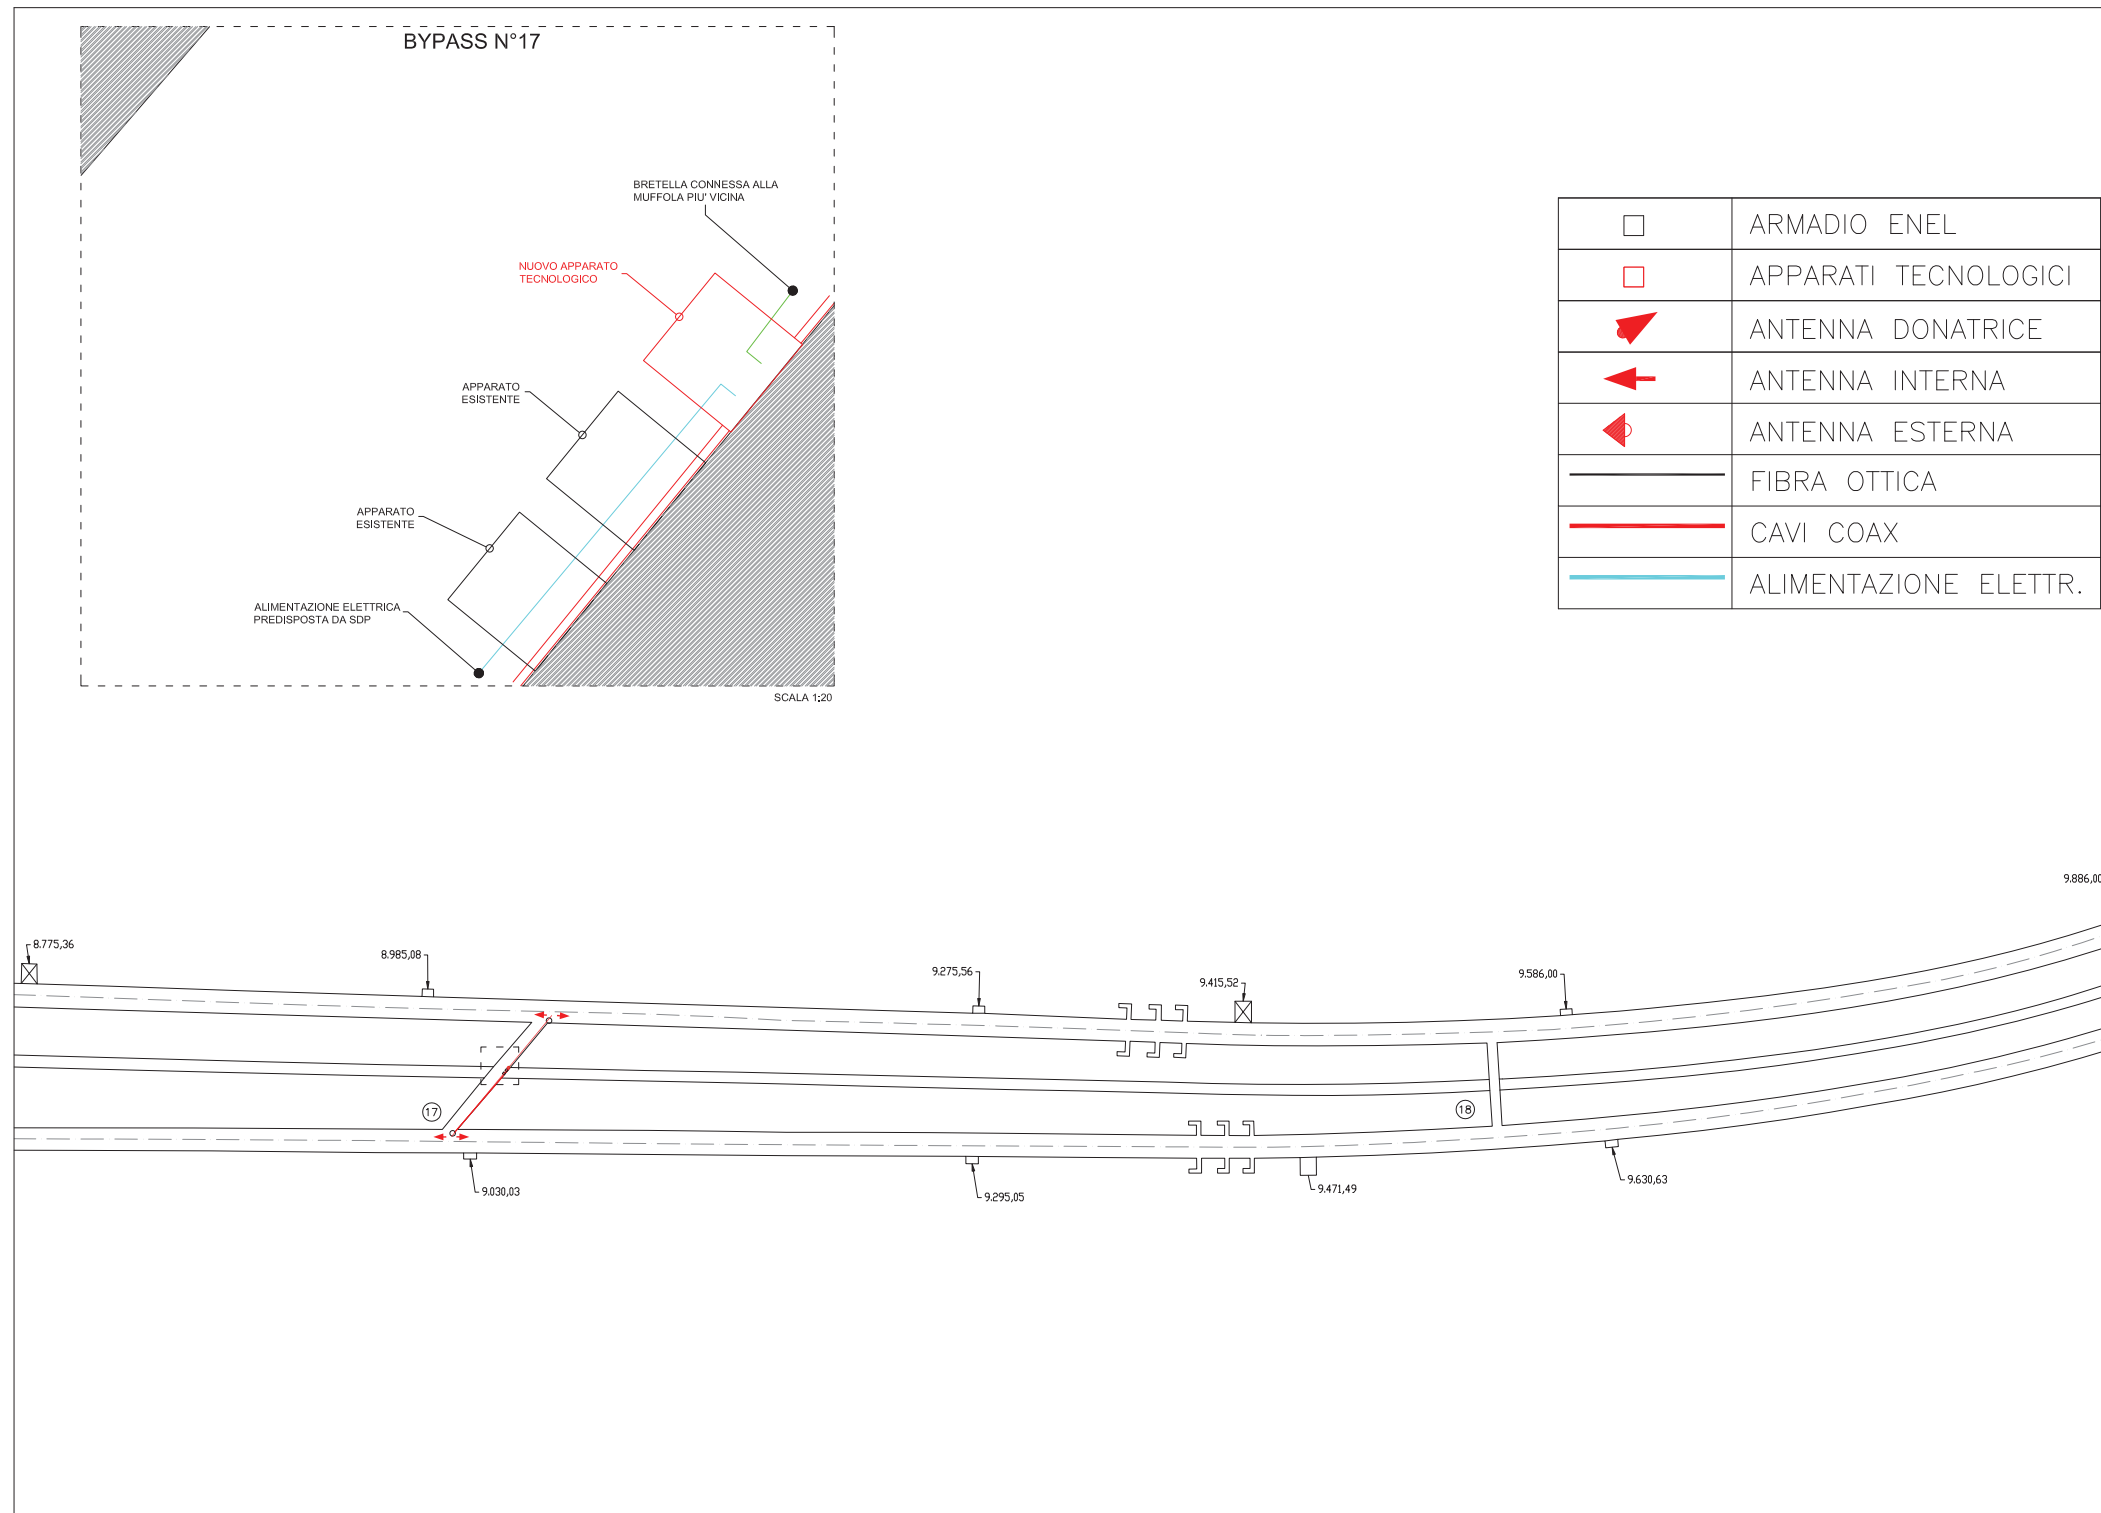 BYPASS N°17
BRETELLA CONNESSA ALLA
MUFFOLA PIU' VICINA
NUOVO APPARATO
TECNOLOGICO
APPARATO
ESISTENTE
APPARATO
ESISTENTE
ALIMENTAZIONE ELETTRICA
PREDISPOSTA DA SDP
SCALA 1:20
ARMADIO ENEL
APPARATI TECNOLOGICI
ANTENNA DONATRICE
ANTENNA INTERNA
ANTENNA ESTERNA
FIBRA OTTICA
CAVI COAX
ALIMENTAZIONE ELETTR.
9.886,00
8.775,36
8.985,08
9.275,56
9.415,52
9.586,00
17
18
9.030,03
9.295,05
9.471,49
9.630,63